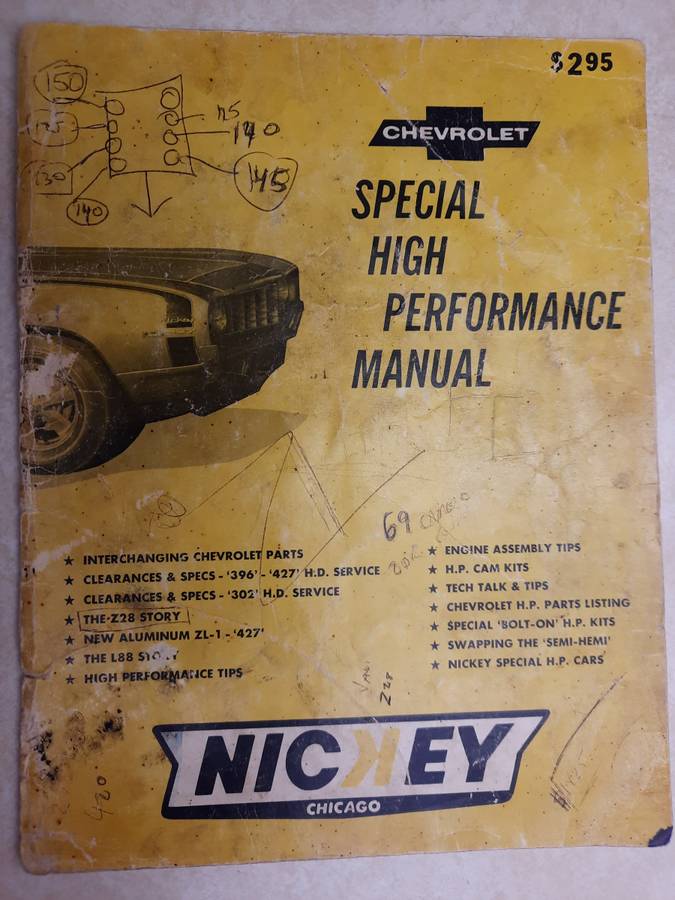 $2.95
150
140
145
130
140
CHEVROLET
SPECIAL
HIGH
PERFORMANCE
MANUAL
69
★ INTERCHANGING CHEVROLET PARTS
★ CLEARANCES & SPECS - '396' - '427' H.D. SERVICE
★ CLEARANCES & SPECS - '302' H.D. SERVICE
★ THE Z28 STORY
★ NEW ALUMINUM ZL-1 - '427'
★ THE L88 STORY
★ HIGH PERFORMANCE TIPS
★ ENGINE ASSEMBLY TIPS
★ H.P. CAM KITS
★ TECH TALK & TIPS
★ CHEVROLET H.P. PARTS LISTING
★ SPECIAL 'BOLT-ON' H.P. KITS
★ SWAPPING THE 'SEMI-HEMI'
★ NICKEY SPECIAL H.P. CARS
Z28
NICKEY
CHICAGO
420